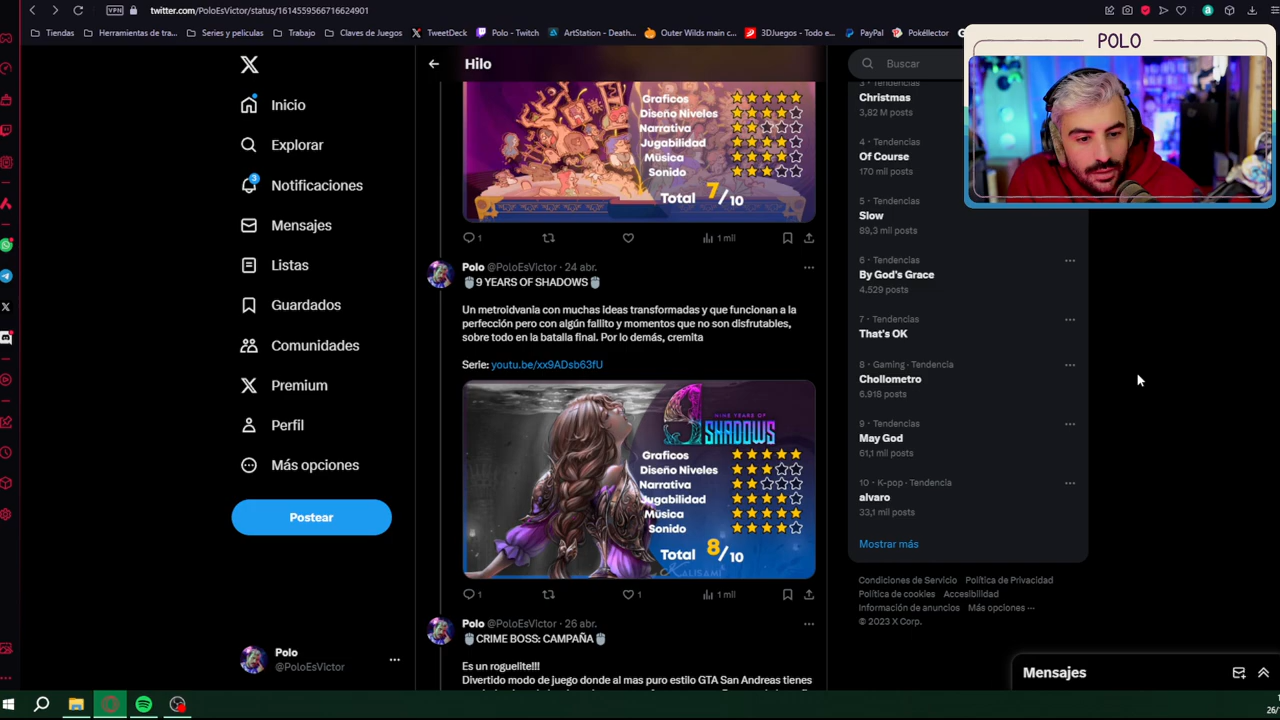 twitter.com/PoloEsVictor/status/1614559566716624901
Tiendas
Herramientas de tra...
Series y peliculas
Trabajo
Claves de Juegos
TweetDeck
Polo - Twitch
ArtStation - Death...
Outer Wilds main c...
3DJuegos - Todo e...
PayPal
Pokéllector
POLO
Inicio
Explorar
3
Notificaciones
Mensajes
Listas
Guardados
Comunidades
Premium
Perfil
Más opciones
Postear
Polo
@PoloEsVictor
Hilo
Graficos
Diseño Niveles
Narrativa
Jugabilidad
Música
Sonido
Total 7/10
1
1 mil
Polo @PoloEsVictor · 24 abr.
9 YEARS OF SHADOWS
Un metroidvania con muchas ideas transformadas y que funcionan a la
perfección pero con algún fallito y momentos que no son disfrutables,
sobre todo en la batalla final. Por lo demás, cremita
Serie: youtu.be/xx9ADsb63fU
NINE YEARS OF
SHADOWS
Graficos
Diseño Niveles
Narrativa
Jugabilidad
Música
Sonido
Total 8/10
KALISAMI
1
1
1 mil
Polo @PoloEsVictor · 26 abr.
CRIME BOSS: CAMPAÑA
Es un roguelite!!!
Divertido modo de juego donde al mas puro estilo GTA San Andreas tienes
Buscar
3 · Tendencias
Christmas
3,82 M posts
4 · Tendencias
Of Course
170 mil posts
5 · Tendencias
Slow
89,3 mil posts
6 · Tendencias
By God's Grace
4.529 posts
7 · Tendencias
That's OK
8 · Gaming · Tendencia
Chollometro
6.918 posts
9 · Tendencias
May God
61,1 mil posts
10 · K-pop · Tendencia
alvaro
33,1 mil posts
Mostrar más
Condiciones de Servicio Política de Privacidad
Política de cookies Accesibilidad
Información de anuncios Más opciones ···
© 2023 X Corp.
Mensajes
26/